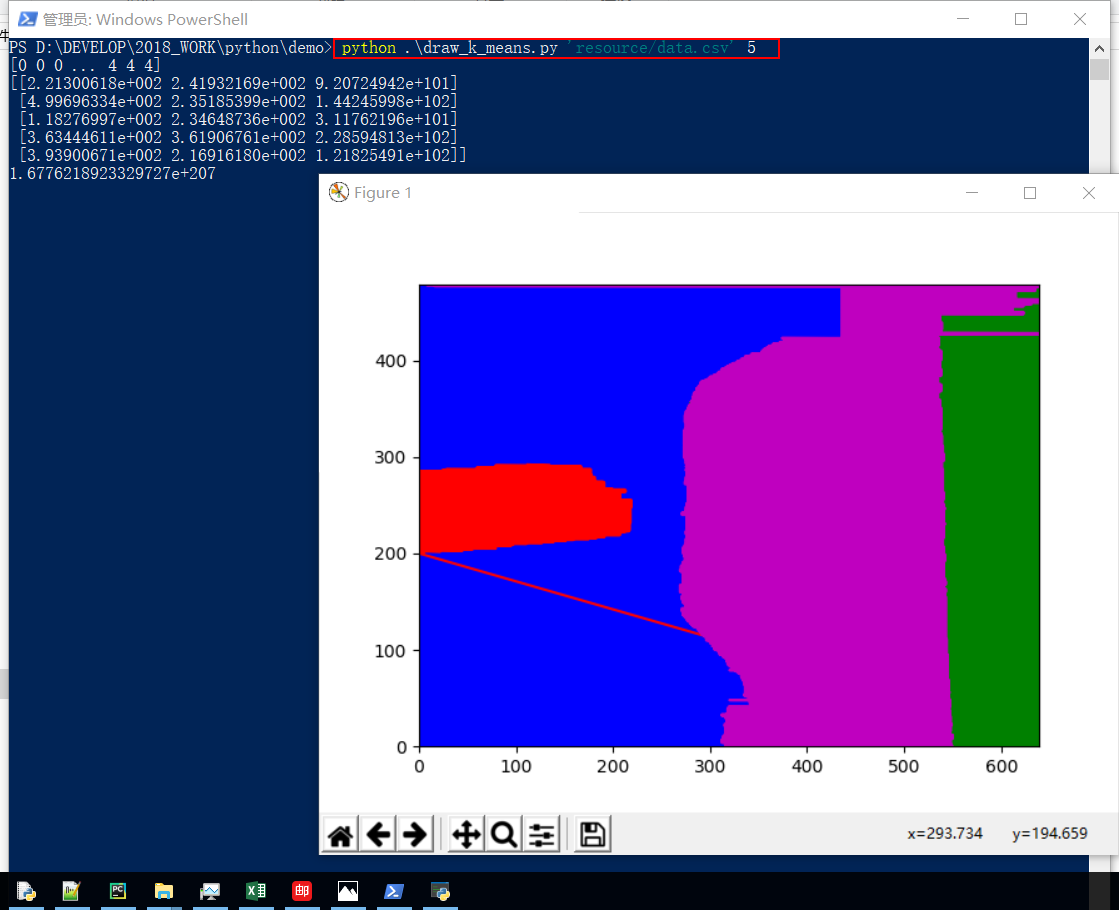 管理员: Windows PowerShell
PS D:\DEVELOP\2018_WORK\python\demo> python .\draw_k_means.py 'resource/data.csv' 5
[0 0 0 ... 4 4 4]
[[2.21300618e+002 2.41932169e+002 9.20724942e+101]
[4.99696334e+002 2.35185399e+002 1.44245998e+102]
[1.18276997e+002 2.34648736e+002 3.11762196e+101]
[3.63444611e+002 3.61906761e+002 2.28594813e+102]
[3.93900671e+002 2.16916180e+002 1.21825491e+102]]
1.6776218923329727e+207
Figure 1
400
300
200
100
0
0 100 200 300 400 500 600
x=293.734 y=194.659
PC
邮